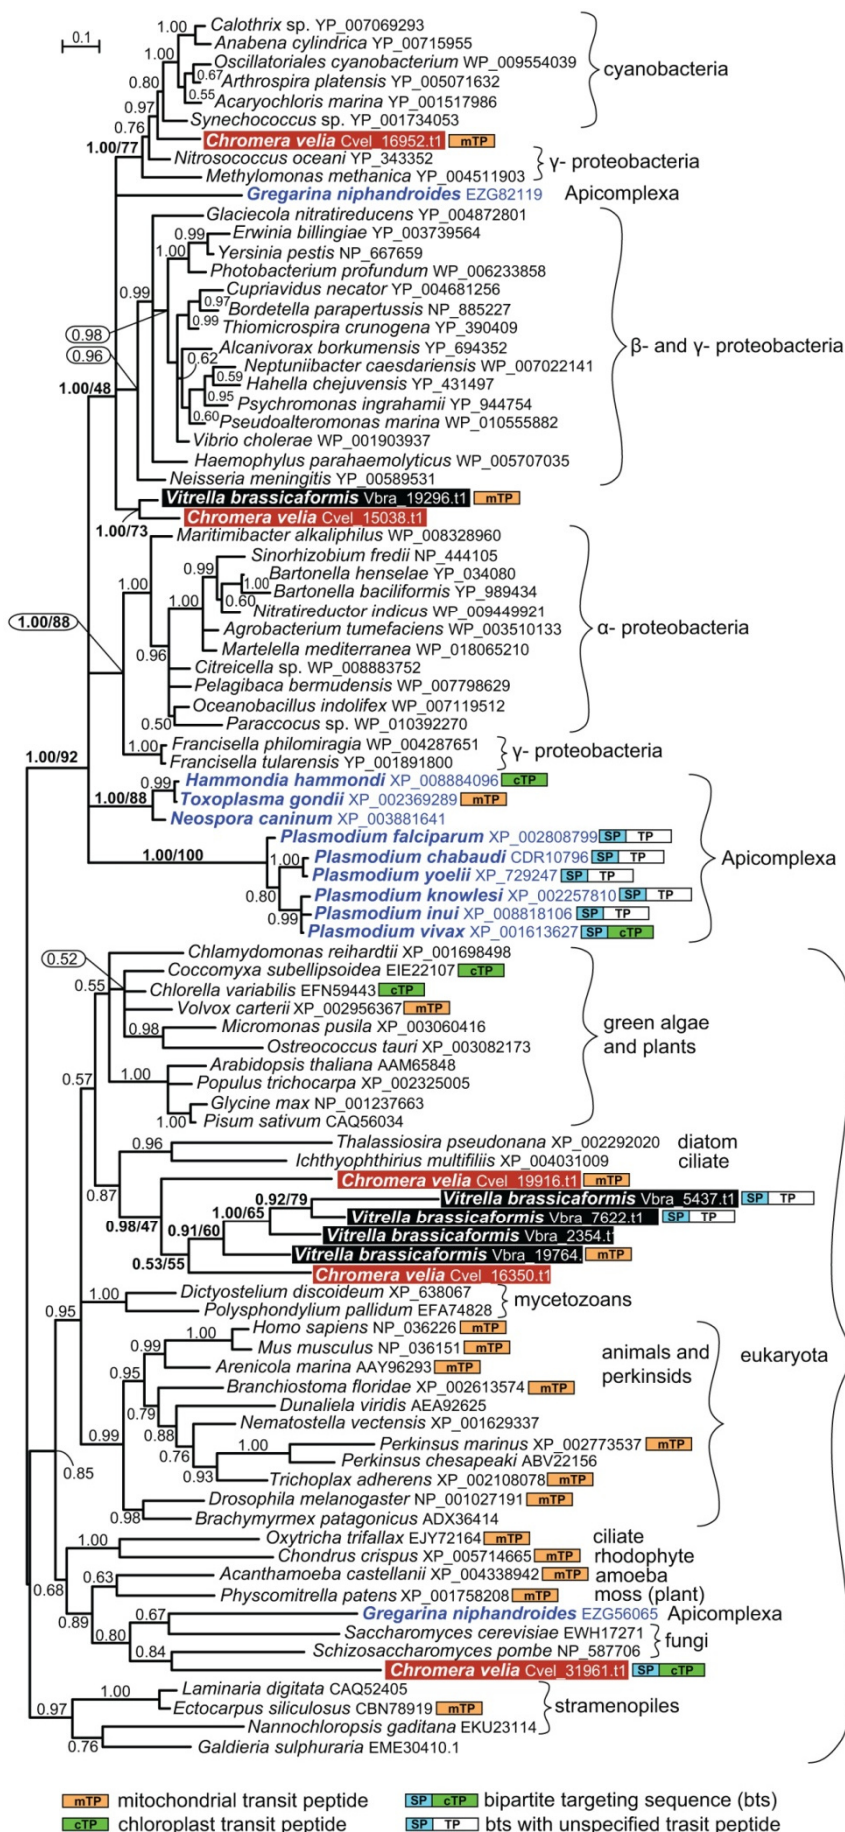 0.1
Calothrix sp. YP_007069293
1.00
Anabena cylindrica YP_00715955
1.00
Oscillatoriales cyanobacterium WP_009554039
0.67
Arthrospira platensis YP_005071632
cyanobacteria
0.80
0.55
Acaryochloris marina YP_001517986
0.97
Synechococcus sp. YP_001734053
0.76
Chromera velia Cvel_16952.t1 mTP
1.00/77
Nitrosococcus oceani YP_343352
γ- proteobacteria
Methylomonas methanica YP_004511903
Gregarina niphandroides EZG82119 Apicomplexa
Glaciecola nitratireducens YP_004872801
0.99
Erwinia billingiae YP_003739564
1.00
Yersinia pestis NP_667659
Photobacterium profundum WP_006233858
0.99
Cupriavidus necator YP_004681256
0.97
Bordetella parapertussis NP_885227
0.99
Thiomicrospira crunogena YP_390409
0.98
Alcanivorax borkumensis YP_694352
β- and γ- proteobacteria
0.96
0.62
Neptuniibacter caesdariensis WP_007022141
0.59
Hahella chejuvensis YP_431497
1.00/48
0.95
Psychromonas ingrahamii YP_944754
0.60
Pseudoalteromonas marina WP_010555882
Vibrio cholerae WP_001903937
Haemophylus parahaemolyticus WP_005707035
Neisseria meningitis YP_00589531
Vitrella brassicaformis Vbra_19296.t1 mTP
Chromera velia Cvel_15038.t1
1.00/73
Maritimibacter alkaliphilus WP_008328960
Sinorhizobium fredii NP_444105
0.99
Bartonella henselae YP_034080
1.00
1.00
Bartonella baciliformis YP_989434
1.00
0.60
Nitratireductor indicus WP_009449921
1.00/88
Agrobacterium tumefaciens WP_003510133
α- proteobacteria
Martelella mediterranea WP_018065210
0.96
Citreicella sp. WP_008883752
Pelagibaca bermudensis WP_007798629
Oceanobacillus indolifex WP_007119512
0.50
Paraccocus sp. WP_010392270
1.00
Francisella philomiragia WP_004287651
γ- proteobacteria
Francisella tularensis YP_001891800
1.00/92
Hammondia hammondi XP_008884096 cTP
0.99
Toxoplasma gondii XP_002369289 mTP
1.00/88
Neospora caninum XP_003881641
Plasmodium falciparum XP_002808799 SP TP
1.00/100
1.00
Plasmodium chabaudi CDR10796 SP TP
Apicomplexa
Plasmodium yoelii XP_729247 SP TP
0.80
Plasmodium knowlesi XP_002257810 SP TP
Plasmodium inui XP_008818106 SP TP
0.99
Plasmodium vivax XP_001613627 SP cTP
Chlamydomonas reihardtii XP_001698498
0.52
Coccomyxa subellipsoidea EIE22107 cTP
0.55
Chlorella variabilis EFN59443 cTP
Volvox carterii XP_002956367 mTP
0.98
Micromonas pusila XP_003060416
green algae
and plants
Ostreococcus tauri XP_003082173
Arabidopsis thaliana AAM65848
1.00
0.57
Populus trichocarpa XP_002325005
Glycine max NP_001237663
1.00
Pisum sativum CAQ56034
0.96
Thalassiosira pseudonana XP_002292020 diatom
Ichthyophthirius multifiliis XP_004031009 ciliate
0.87
Chromera velia Cvel_19916.t1 mTP
0.92/79
Vitrella brassicaformis Vbra_5437.t1 SP TP
1.00/65
Vitrella brassicaformis Vbra_7622.t1 SP TP
0.98/47
0.91/60
Vitrella brassicaformis Vbra_2354.t1
0.53/55
Vitrella brassicaformis Vbra_19764. mTP
Chromera velia Cvel_16350.t1
1.00
Dictyostelium discoideum XP_638067
mycetozoans
Polysphondylium pallidum EFA74828
0.95
Homo sapiens NP_036226 mTP
1.00
0.99
Mus musculus NP_036151 mTP
animals and
perkinsids
eukaryota
Arenicola marina AAY96293 mTP
0.95
Branchiostoma floridae XP_002613574 mTP
0.79
Dunaliela viridis AEA92625
0.88
Nematostella vectensis XP_001629337
0.99
0.76
1.00
Perkinsus marinus XP_002773537 mTP
Perkinsus chesapeaki ABV22156
0.93
Trichoplax adherens XP_002108078 mTP
0.85
Drosophila melanogaster NP_001027191 mTP
0.98
Brachymyrmex patagonicus ADX36414
1.00
Oxytricha trifallax EJY72164 mTP ciliate
Chondrus crispus XP_005714665 mTP rhodophyte
0.68
0.63
Acanthamoeba castellanii XP_004338942 mTP amoeba
Physcomitrella patens XP_001758208 mTP moss (plant)
0.89
0.67
Gregarina niphandroides EZG56065 Apicomplexa
0.80
Saccharomyces cerevisiae EWH17271
fungi
0.84
Schizosaccharomyces pombe NP_587706
Chromera velia Cvel_31961.t1 SP cTP
1.00
Laminaria digitata CAQ52405
0.97
Ectocarpus siliculosus CBN78919 mTP
stramenopiles
Nannochloropsis gaditana EKU23114
0.76
Galdieria sulphuraria EME30410.1
mTP mitochondrial transit peptide
SP cTP bipartite targeting sequence (bts)
cTP chloroplast transit peptide
SP TP bts with unspecified trasit peptide